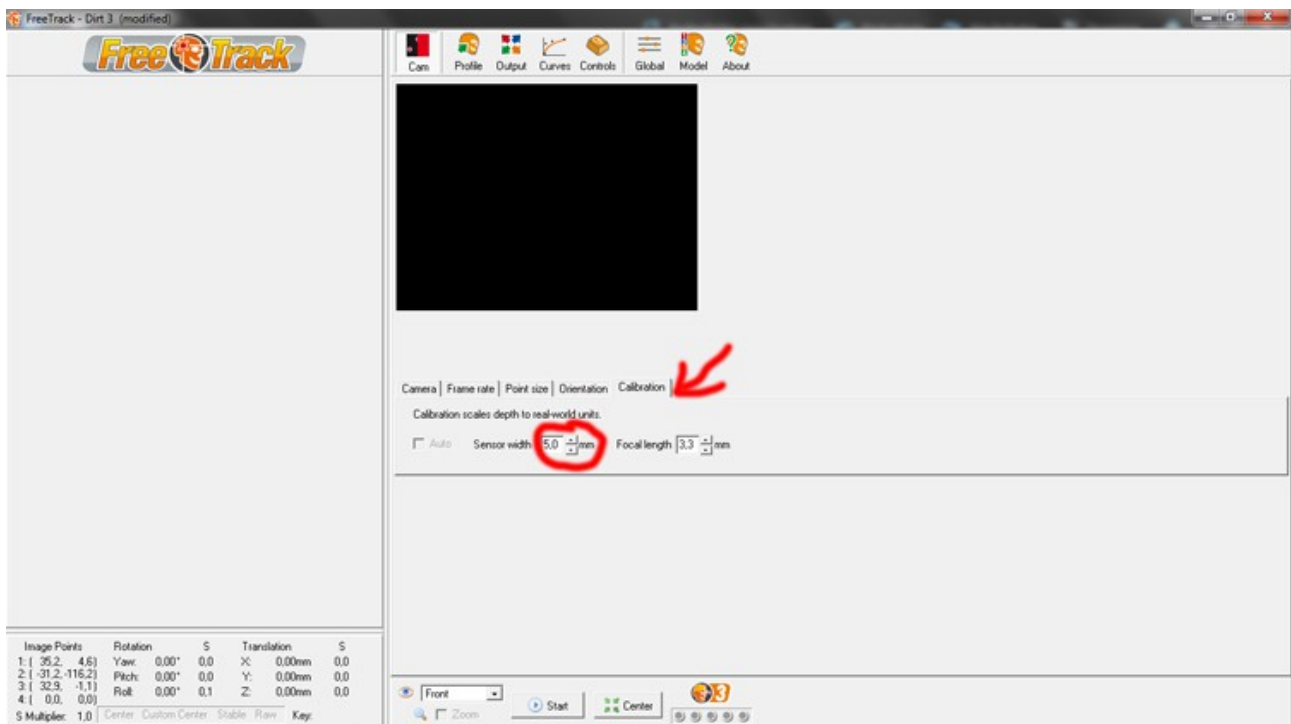 FreeTrack - Dirt 3 (modified)
FreeTrack
Cam Profile Output Curves Controls Global Model About
Camera Frame rate Point size Orientation Calibration
Calibration scales depth to real-world units.
Auto Sensor width 5,0 mm Focal length 3,3 mm
Image Points Rotation S Translation S
1: ( 35,2, 4,6) Yaw: 0,00° 0,0 X: 0,00mm 0,0
2: ( -31,2, -116,2) Pitch: 0,00° 0,0 Y: 0,00mm 0,0
3: ( 32,9, -1,1) Roll: 0,00° 0,1 Z: 0,00mm 0,0
4: ( 0,0, 0,0)
S Multiplier: 1,0 Center Custom Center Stable Raw Key:
Front
Zoom Start Center
3